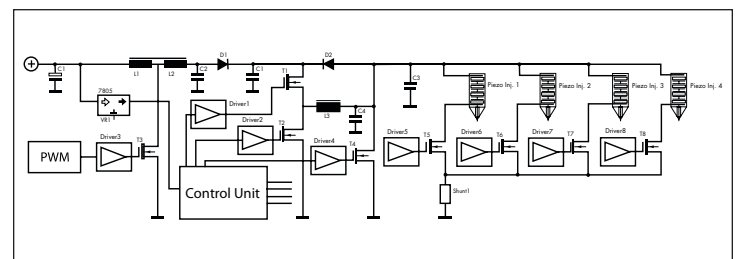 C1
L1
L2
C2
D1
C1
T1
D2
C3
Piezo Inj. 1
Piezo Inj. 2
Piezo Inj. 3
Piezo Inj. 4
7805
VR1
Driver1
L3
C4
Driver2
T2
Driver3
T3
PWM
Driver4
T4
Driver5
T5
Driver6
T6
Driver7
T7
Driver8
T8
Control Unit
Shunt1